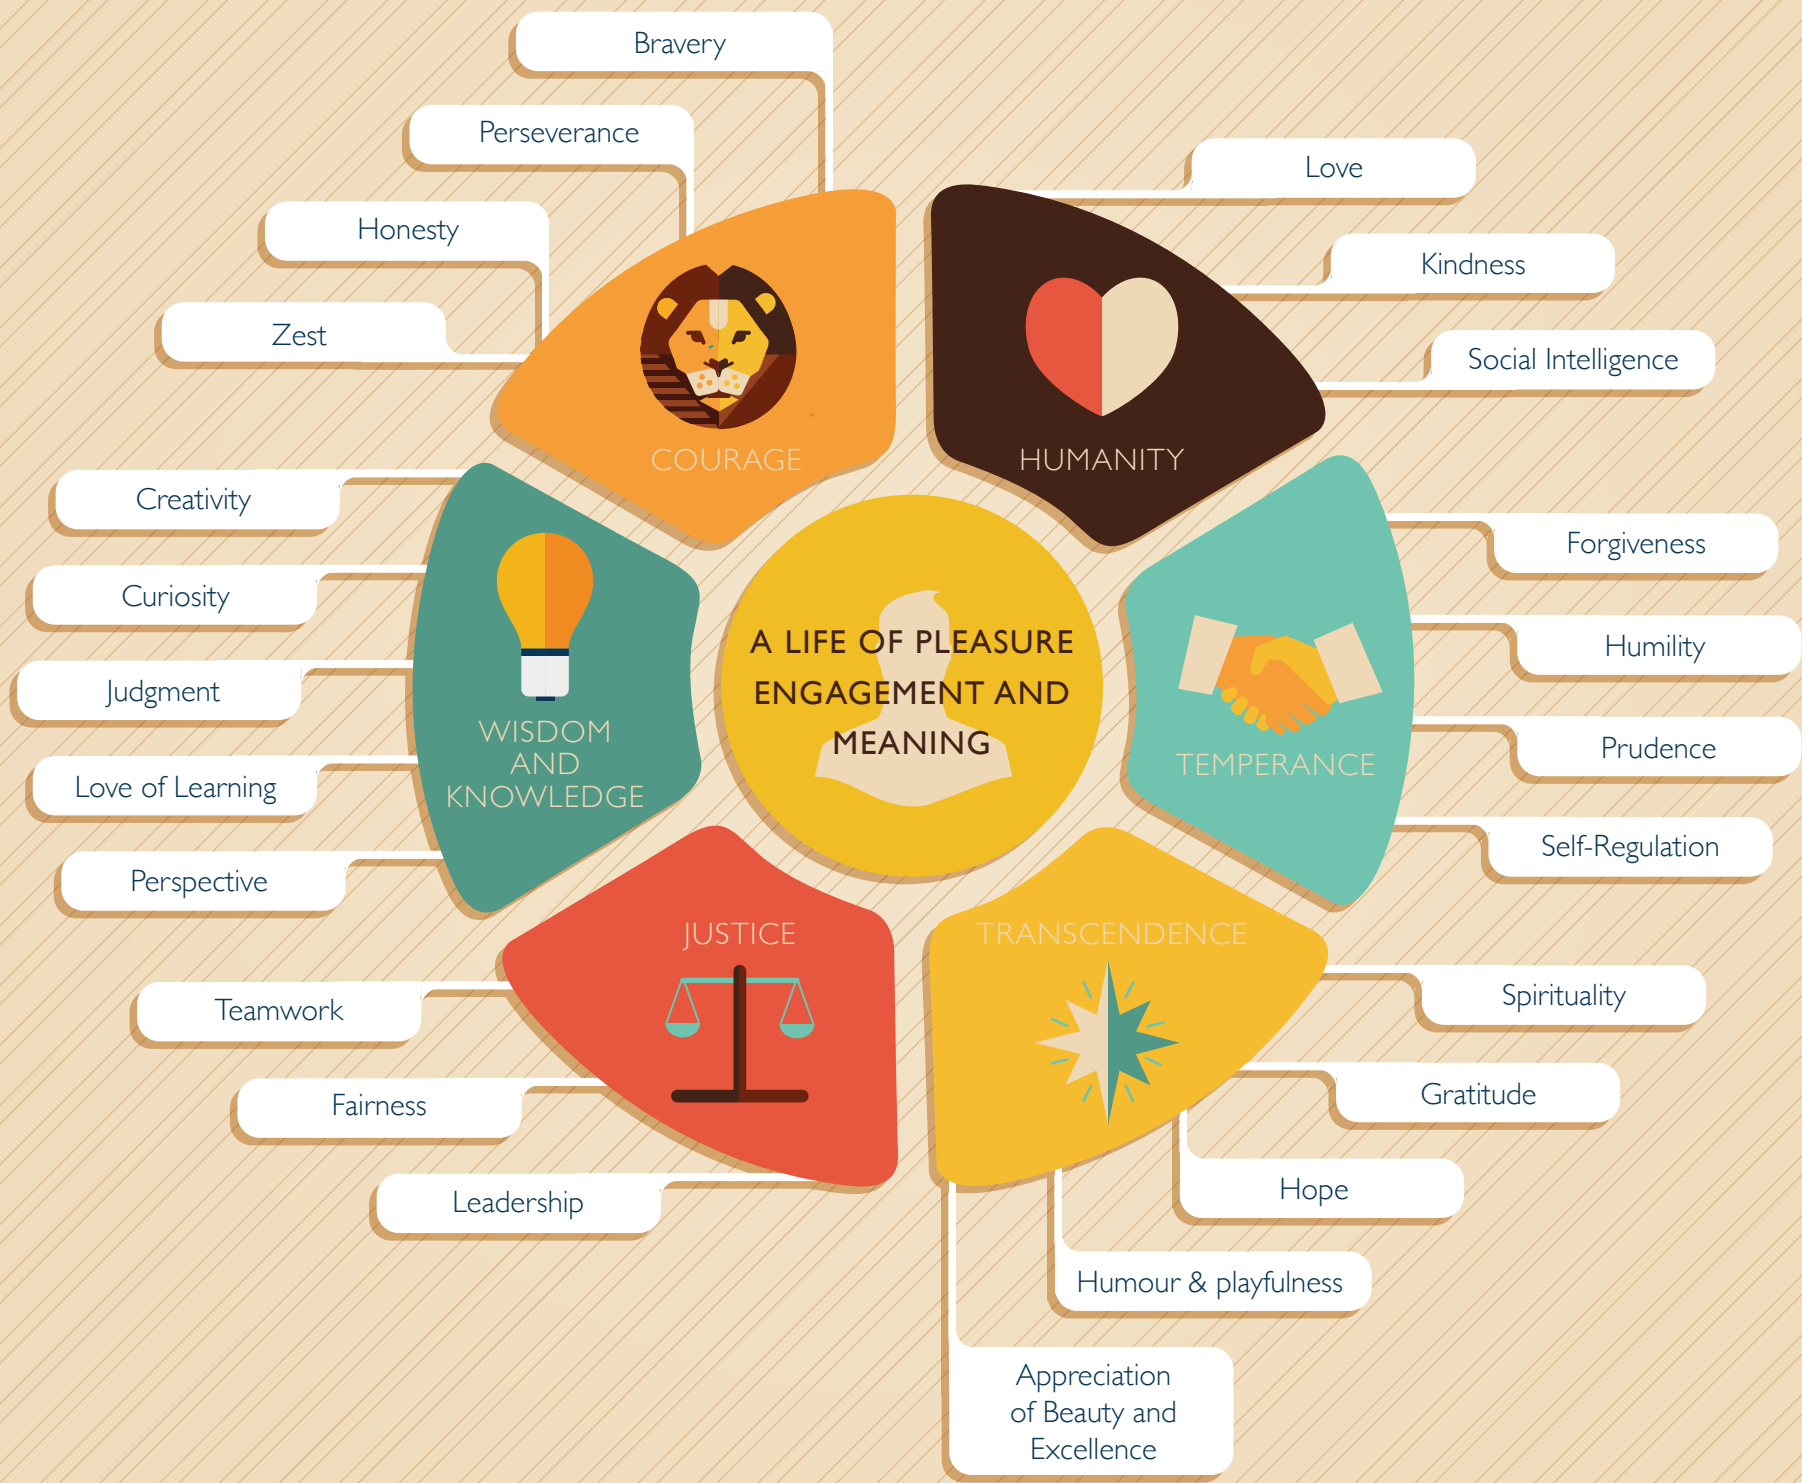 Bravery
Perseverance
Honesty
Zest
COURAGE
Love
Kindness
Social Intelligence
HUMANITY
Creativity
Curiosity
Judgment
Love of Learning
Perspective
WISDOM
AND
KNOWLEDGE
A LIFE OF PLEASURE
ENGAGEMENT AND
MEANING
Forgiveness
Humility
Prudence
Self-Regulation
TEMPERANCE
JUSTICE
Teamwork
Fairness
Leadership
TRANSCENDENCE
Spirituality
Gratitude
Hope
Humour & playfulness
Appreciation
of Beauty and
Excellence